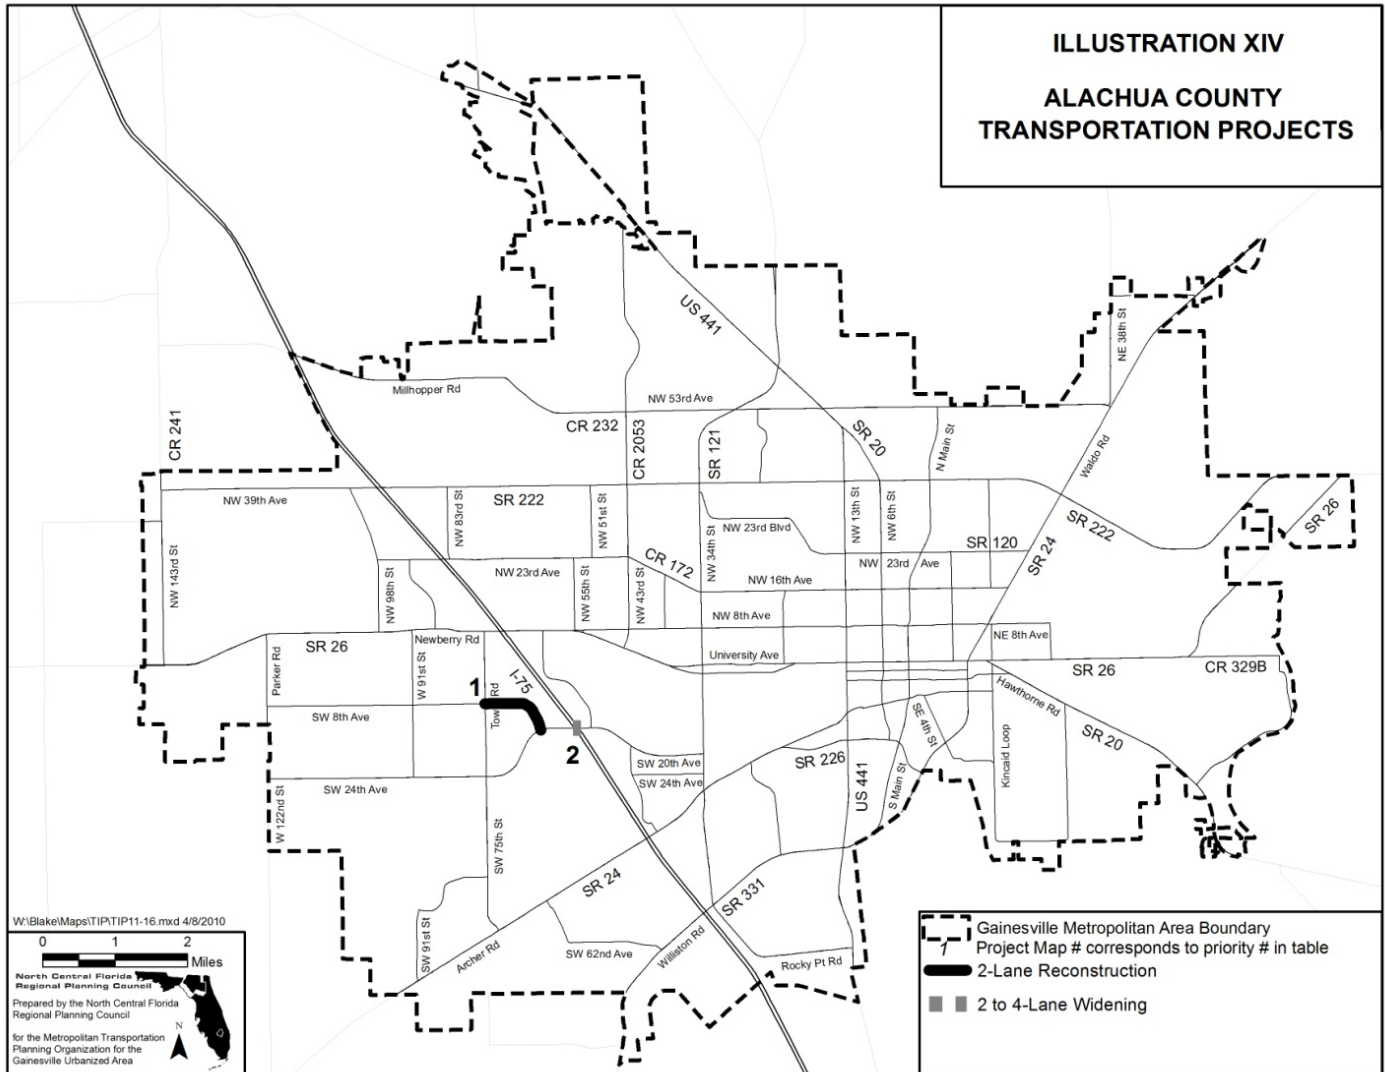 ILLUSTRATION XIV
ALACHUA COUNTY
TRANSPORTATION PROJECTS
US 441
NE 38th St
Millhopper Rd
NW 53rd Ave
CR 241
CR 232
CR 2053
SR 121
SR 20
N Main St
Waldo Rd
NW 39th Ave
NW 83rd St
SR 222
NW 51st St
NW 13th St
NW 6th St
SR 222
SR 26
NW 23rd Blvd
SR 120
SR 24
NW 143rd St
NW 98th St
NW 23rd Ave
NW 55th St
NW 43rd St
CR 172
NW 34th St
NW 16th Ave
NW 23rd Ave
NW 8th Ave
NE 8th Ave
SR 26
Newberry Rd
University Ave
Parker Rd
W 91st St
I-75
SR 26
CR 329B
1
Tow Rd
SW 8th Ave
Hawthorne Rd
SE 4th St
SR 20
Kincaid Loop
2
SW 20th Ave
SR 226
SW 24th Ave
SW 24th Ave
US 441
S Main St
W 122nd St
SW 75th St
SR 24
SR 331
SW 91st St
Archer Rd
SW 62nd Ave
Williston Rd
Rocky Pt Rd
W:\Blake\Maps\TIP\TIP11-16.mxd 4/8/2010
0 1 2
Miles
North Central Florida
Regional Planning Council
Prepared by the North Central Florida
Regional Planning Council
N
for the Metropolitan Transportation
Planning Organization for the
Gainesville Urbanized Area
Gainesville Metropolitan Area Boundary
1 Project Map # corresponds to priority # in table
2-Lane Reconstruction
2 to 4-Lane Widening